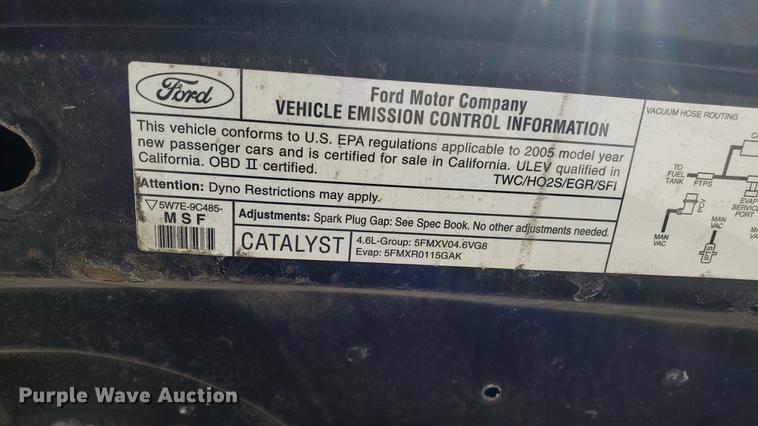 Ford
Ford Motor Company
VEHICLE EMISSION CONTROL INFORMATION
This vehicle conforms to U.S. EPA regulations applicable to 2005 model year
new passenger cars and is certified for sale in California. ULEV qualified in
California. OBD II certified.
TWC/HO2S/EGR/SFI
Attention: Dyno Restrictions may apply.
5W7E-9C485-
MSF
Adjustments: Spark Plug Gap: See Spec Book. No other adjustments needed.
CATALYST
4.6L-Group: 5FMXV04.6VG8
Evap: 5FMXR0115GAK
VACUUM HOSE ROUTING
TO
FUEL
TANK
FTPS
SERVICE
PORT
MAN
VAC
MAN
VAC
Purple Wave Auction